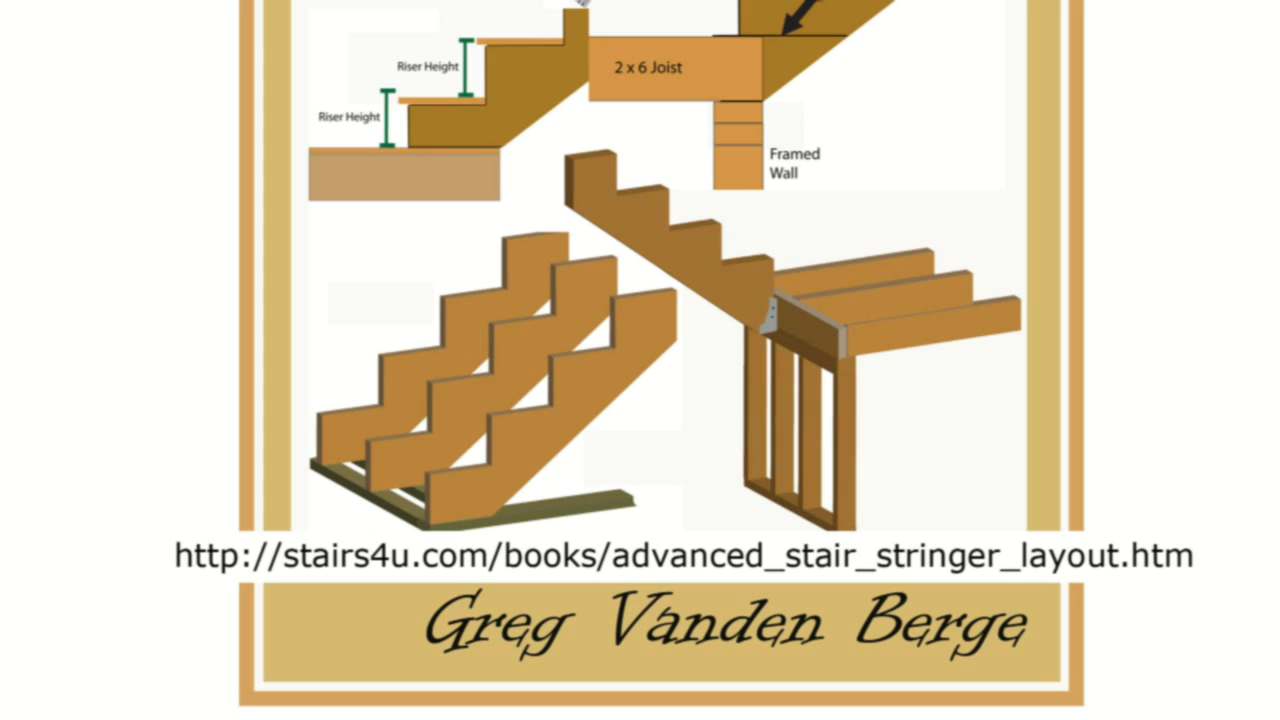 Riser Height
2 x 6 Joist
Riser Height
Framed
Wall
http://stairs4u.com/books/advanced_stair_stringer_layout.htm
Greg Vanden Berge